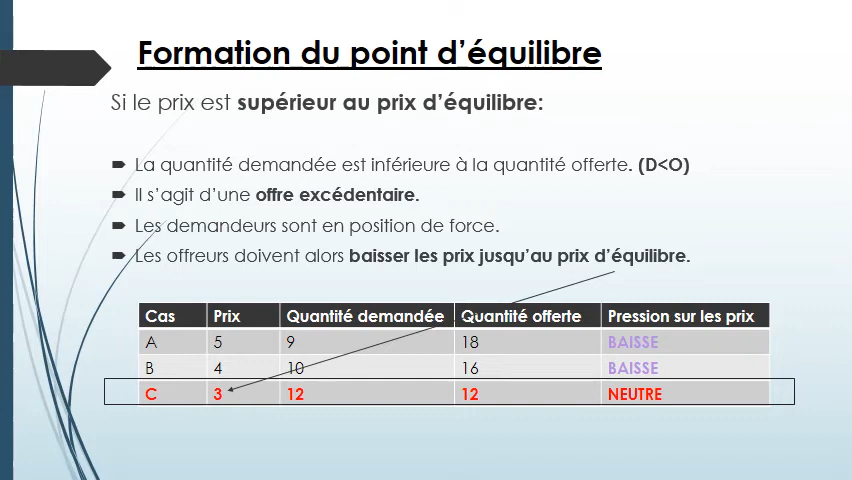 Formation du point d’équilibre
Si le prix est supérieur au prix d’équilibre:
La quantité demandée est inférieure à la quantité offerte. (D<O)
Il s’agit d’une offre excédentaire.
Les demandeurs sont en position de force.
Les offreurs doivent alors baisser les prix jusqu’au prix d’équilibre.
Cas Prix Quantité demandée Quantité offerte Pression sur les prix
A 5 9 18 BAISSE
B 4 10 16 BAISSE
C 3 12 12 NEUTRE